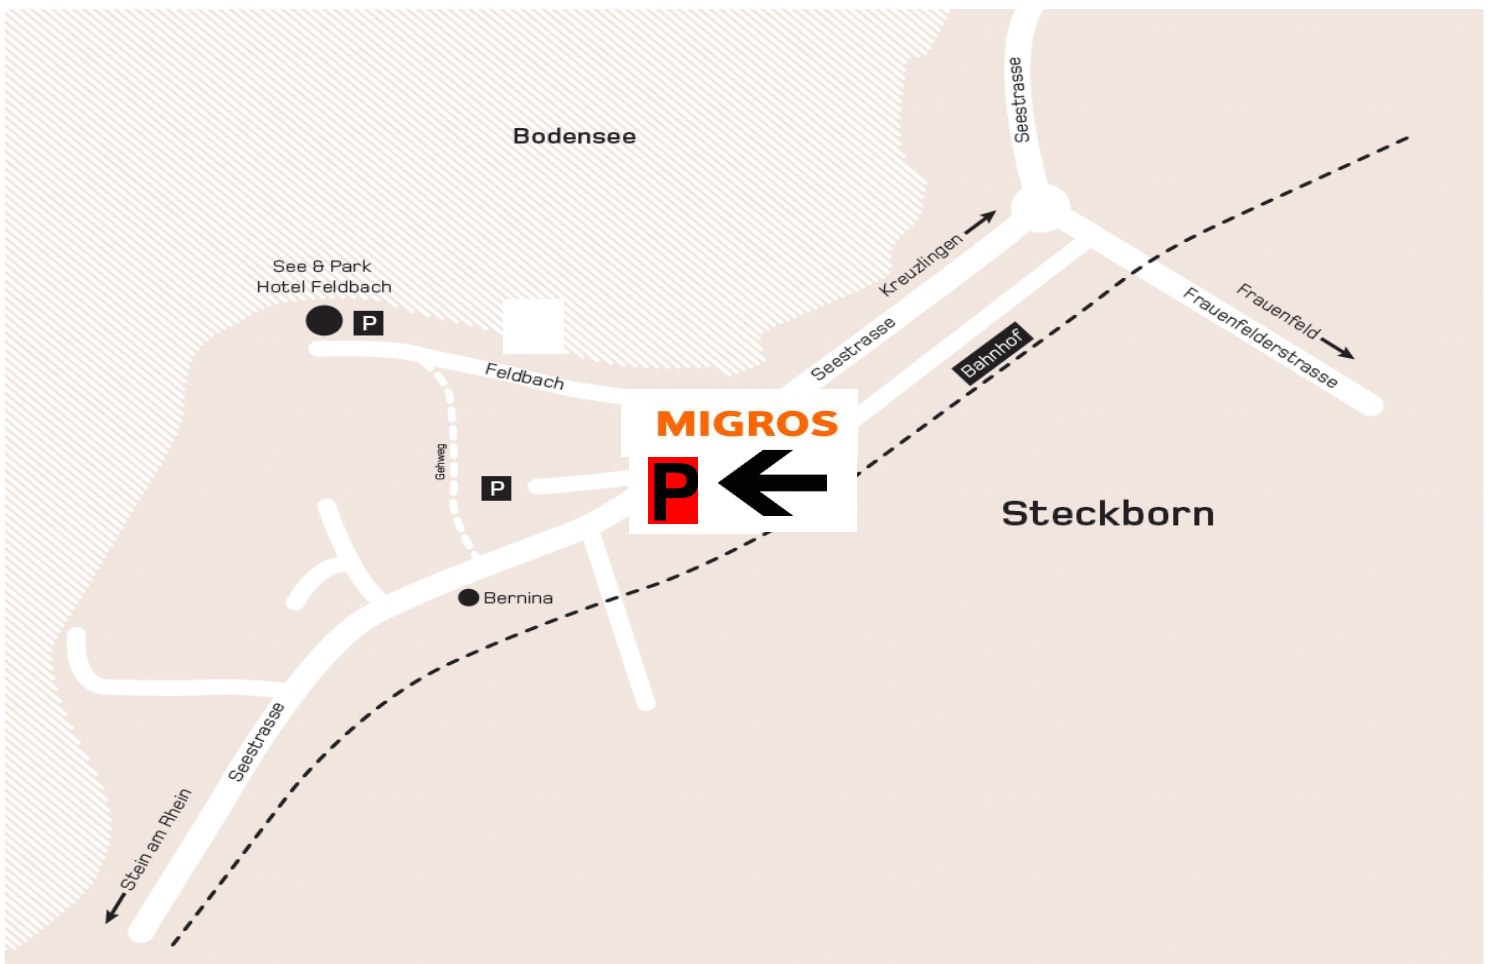 Seestrasse
Bodensee
Kreuzlingen
See & Park
Hotel Feldbach
P
Frauenfeld
Frauenfelderstrasse
Seestrasse
Bahnhof
Feldbach
MIGROS
P
Gehweg
P
Steckborn
Bernina
Seestrasse
Stein am Rhein